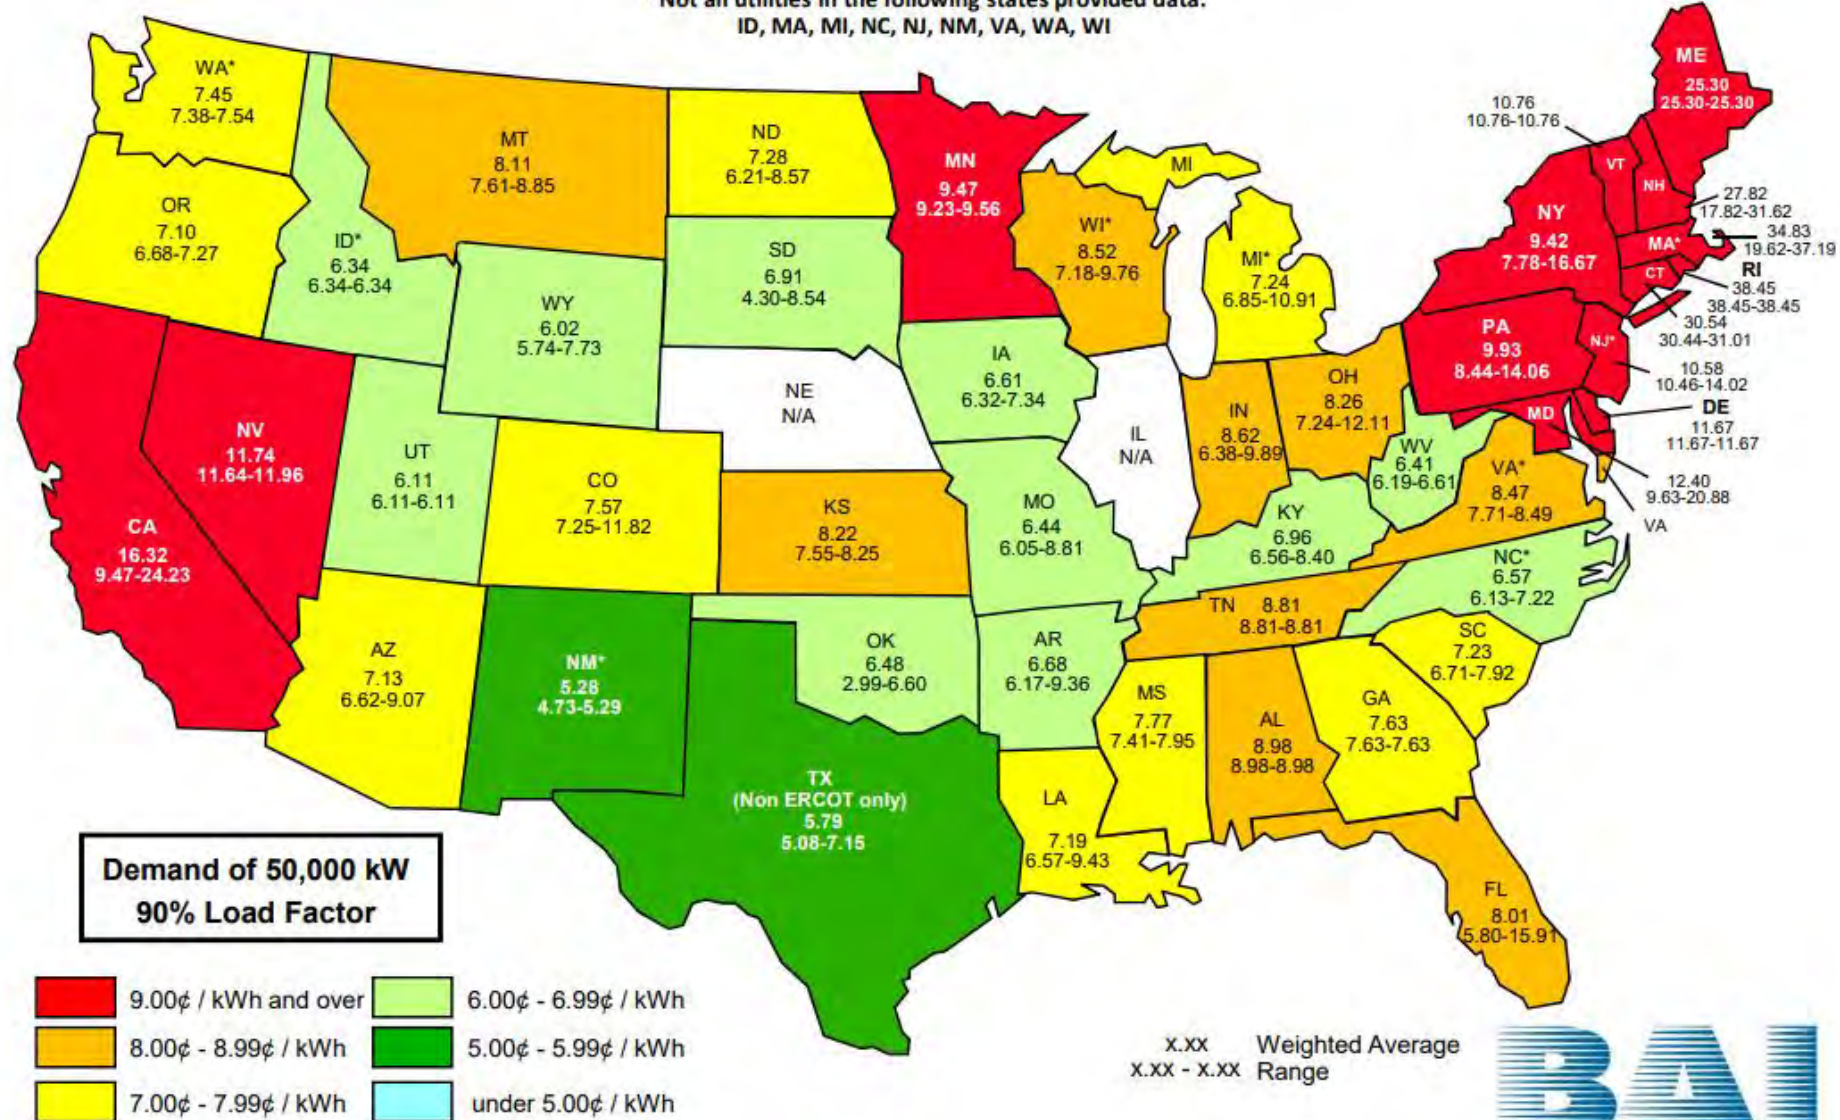 Not all utilities in the following states provided data:
ID, MA, MI, NC, NJ, NM, VA, WA, WI
WA*
7.45
7.38-7.54
OR
7.10
6.68-7.27
ID*
6.34
6.34-6.34
MT
8.11
7.61-8.85
WY
6.02
5.74-7.73
ND
7.28
6.21-8.57
SD
6.91
4.30-8.54
NE
N/A
MN
9.47
9.23-9.56
IA
6.61
6.32-7.34
WI*
8.52
7.18-9.76
MI
MI*
7.24
6.85-10.91
IL
N/A
IN
8.62
6.38-9.89
OH
8.26
7.24-12.11
PA
9.93
8.44-14.06
NY
9.42
7.78-16.67
10.76
10.76-10.76
VT
NH
ME
25.30
25.30-25.30
27.82
17.82-31.62
MA*
34.83
19.62-37.19
CT
RI
38.45
38.45-38.45
30.54
30.44-31.01
NJ*
10.58
10.46-14.02
DE
11.67
11.67-11.67
MD
12.40
9.63-20.88
VA
CA
16.32
9.47-24.23
NV
11.74
11.64-11.96
UT
6.11
6.11-6.11
CO
7.57
7.25-11.82
KS
8.22
7.55-8.25
MO
6.44
6.05-8.81
KY
6.96
6.56-8.40
WV
6.41
6.19-6.61
VA*
8.47
7.71-8.49
NC*
6.57
6.13-7.22
TN 8.81
8.81-8.81
SC
7.23
6.71-7.92
AZ
7.13
6.62-9.07
NM*
5.28
4.73-5.29
OK
6.48
2.99-6.60
AR
6.68
6.17-9.36
MS
7.77
7.41-7.95
AL
8.98
8.98-8.98
GA
7.63
7.63-7.63
TX
(Non ERCOT only)
5.79
5.08-7.15
LA
7.19
6.57-9.43
FL
8.01
5.80-15.91
Demand of 50,000 kW
90% Load Factor
9.00¢ / kWh and over
8.00¢ - 8.99¢ / kWh
7.00¢ - 7.99¢ / kWh
6.00¢ - 6.99¢ / kWh
5.00¢ - 5.99¢ / kWh
under 5.00¢ / kWh
x.xx Weighted Average
x.xx - x.xx Range
BAI